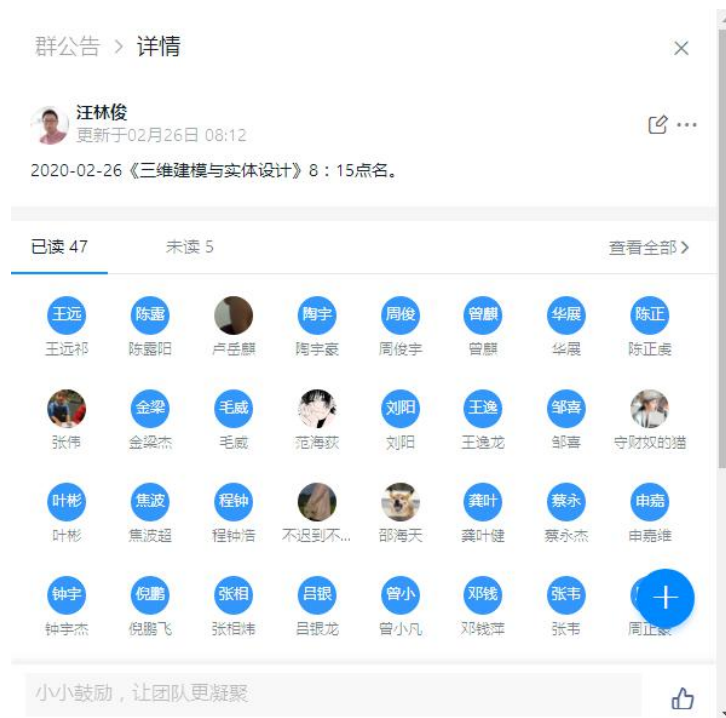 群公告 > 详情
汪林俊
更新于02月26日 08:12
2020-02-26《三维建模与实体设计》8：15点名。
已读 47 未读 5 查看全部 >
王远 陈露 陶宇 周俊 曾麒 华展 陈正
王远祁 陈露阳 卢岳麒 陶宇豪 周俊宇 曾麒 华展 陈正虔
金梁 毛威 刘阳 王逸 邹喜
张伟 金梁杰 毛威 范海荻 刘阳 王逸龙 邹喜 守财奴的猫
叶彬 焦波 程钟 龚叶 蔡永 申嘉
叶彬 焦波超 程钟浩 不迟到不... 邵海天 龚叶健 蔡永杰 申嘉维
钟宇 倪鹏 张相 吕银 曾小 邓钱 张韦
钟宇杰 倪鹏飞 张相炜 吕银龙 曾小凡 邓钱萍 张韦 周正
小小鼓励，让团队更凝聚